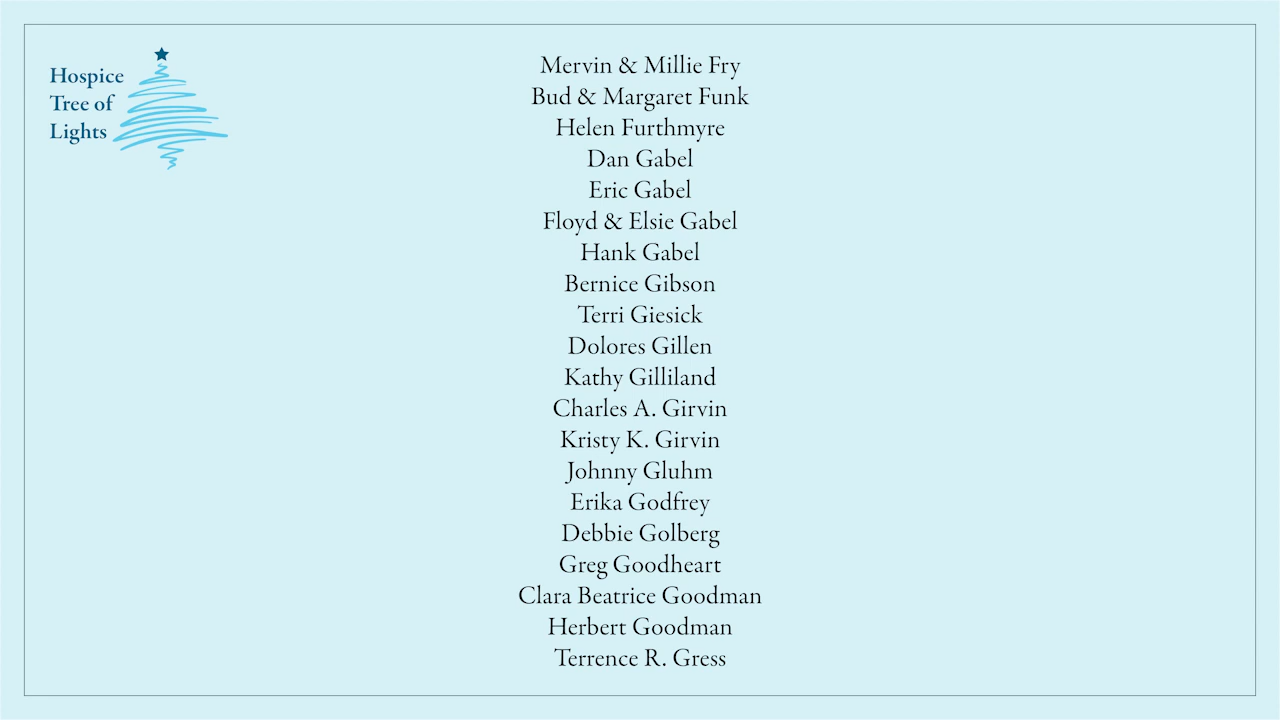 Hospice
Tree of
Lights
Mervin & Millie Fry
Bud & Margaret Funk
Helen Furthmyre
Dan Gabel
Eric Gabel
Floyd & Elsie Gabel
Hank Gabel
Bernice Gibson
Terri Giesick
Dolores Gillen
Kathy Gilliland
Charles A. Girvin
Kristy K. Girvin
Johnny Gluhm
Erika Godfrey
Debbie Golberg
Greg Goodheart
Clara Beatrice Goodman
Herbert Goodman
Terrence R. Gress